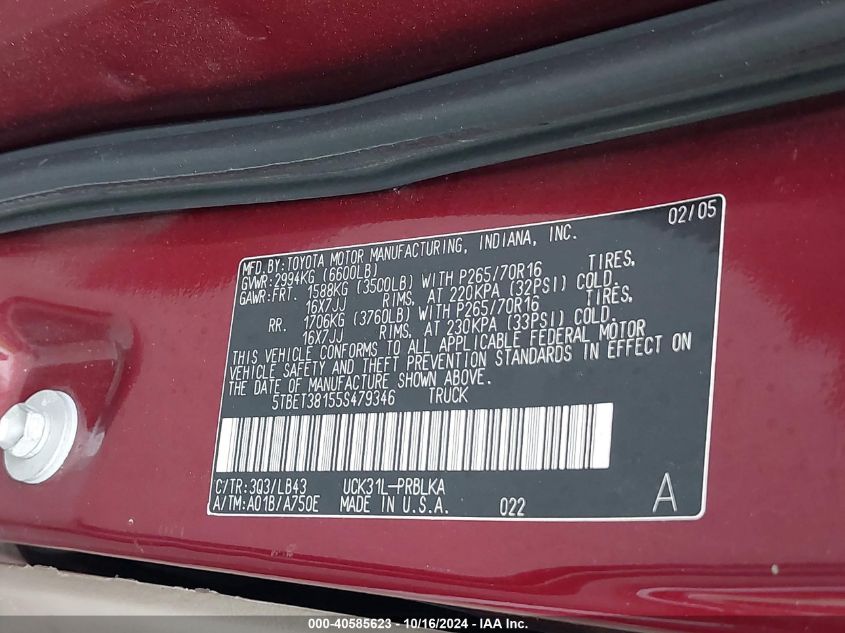 02/05
MFD.BY:TOYOTA MOTOR MANUFACTURING, INDIANA, INC.
GVWR:2994KG (6600LB)
GAWR:FRT. 1588KG (3500LB) WITH P265/70R16 TIRES,
16X7JJ RIMS, AT 220KPA (32PSI) COLD.
RR. 1706KG (3760LB) WITH P265/70R16 TIRES,
16X7JJ RIMS, AT 230KPA (33PSI) COLD.
THIS VEHICLE CONFORMS TO ALL APPLICABLE FEDERAL MOTOR
VEHICLE SAFETY AND THEFT PREVENTION STANDARDS IN EFFECT ON
THE DATE OF MANUFACTURE SHOWN ABOVE.
5TBET38155S479346 TRUCK
C/TR:3Q3/LB43 UCK31L-PRBLKA
A/TM:A01B/A750E MADE IN U.S.A. 022 A
000-40585623 - 10/16/2024 - IAA Inc.